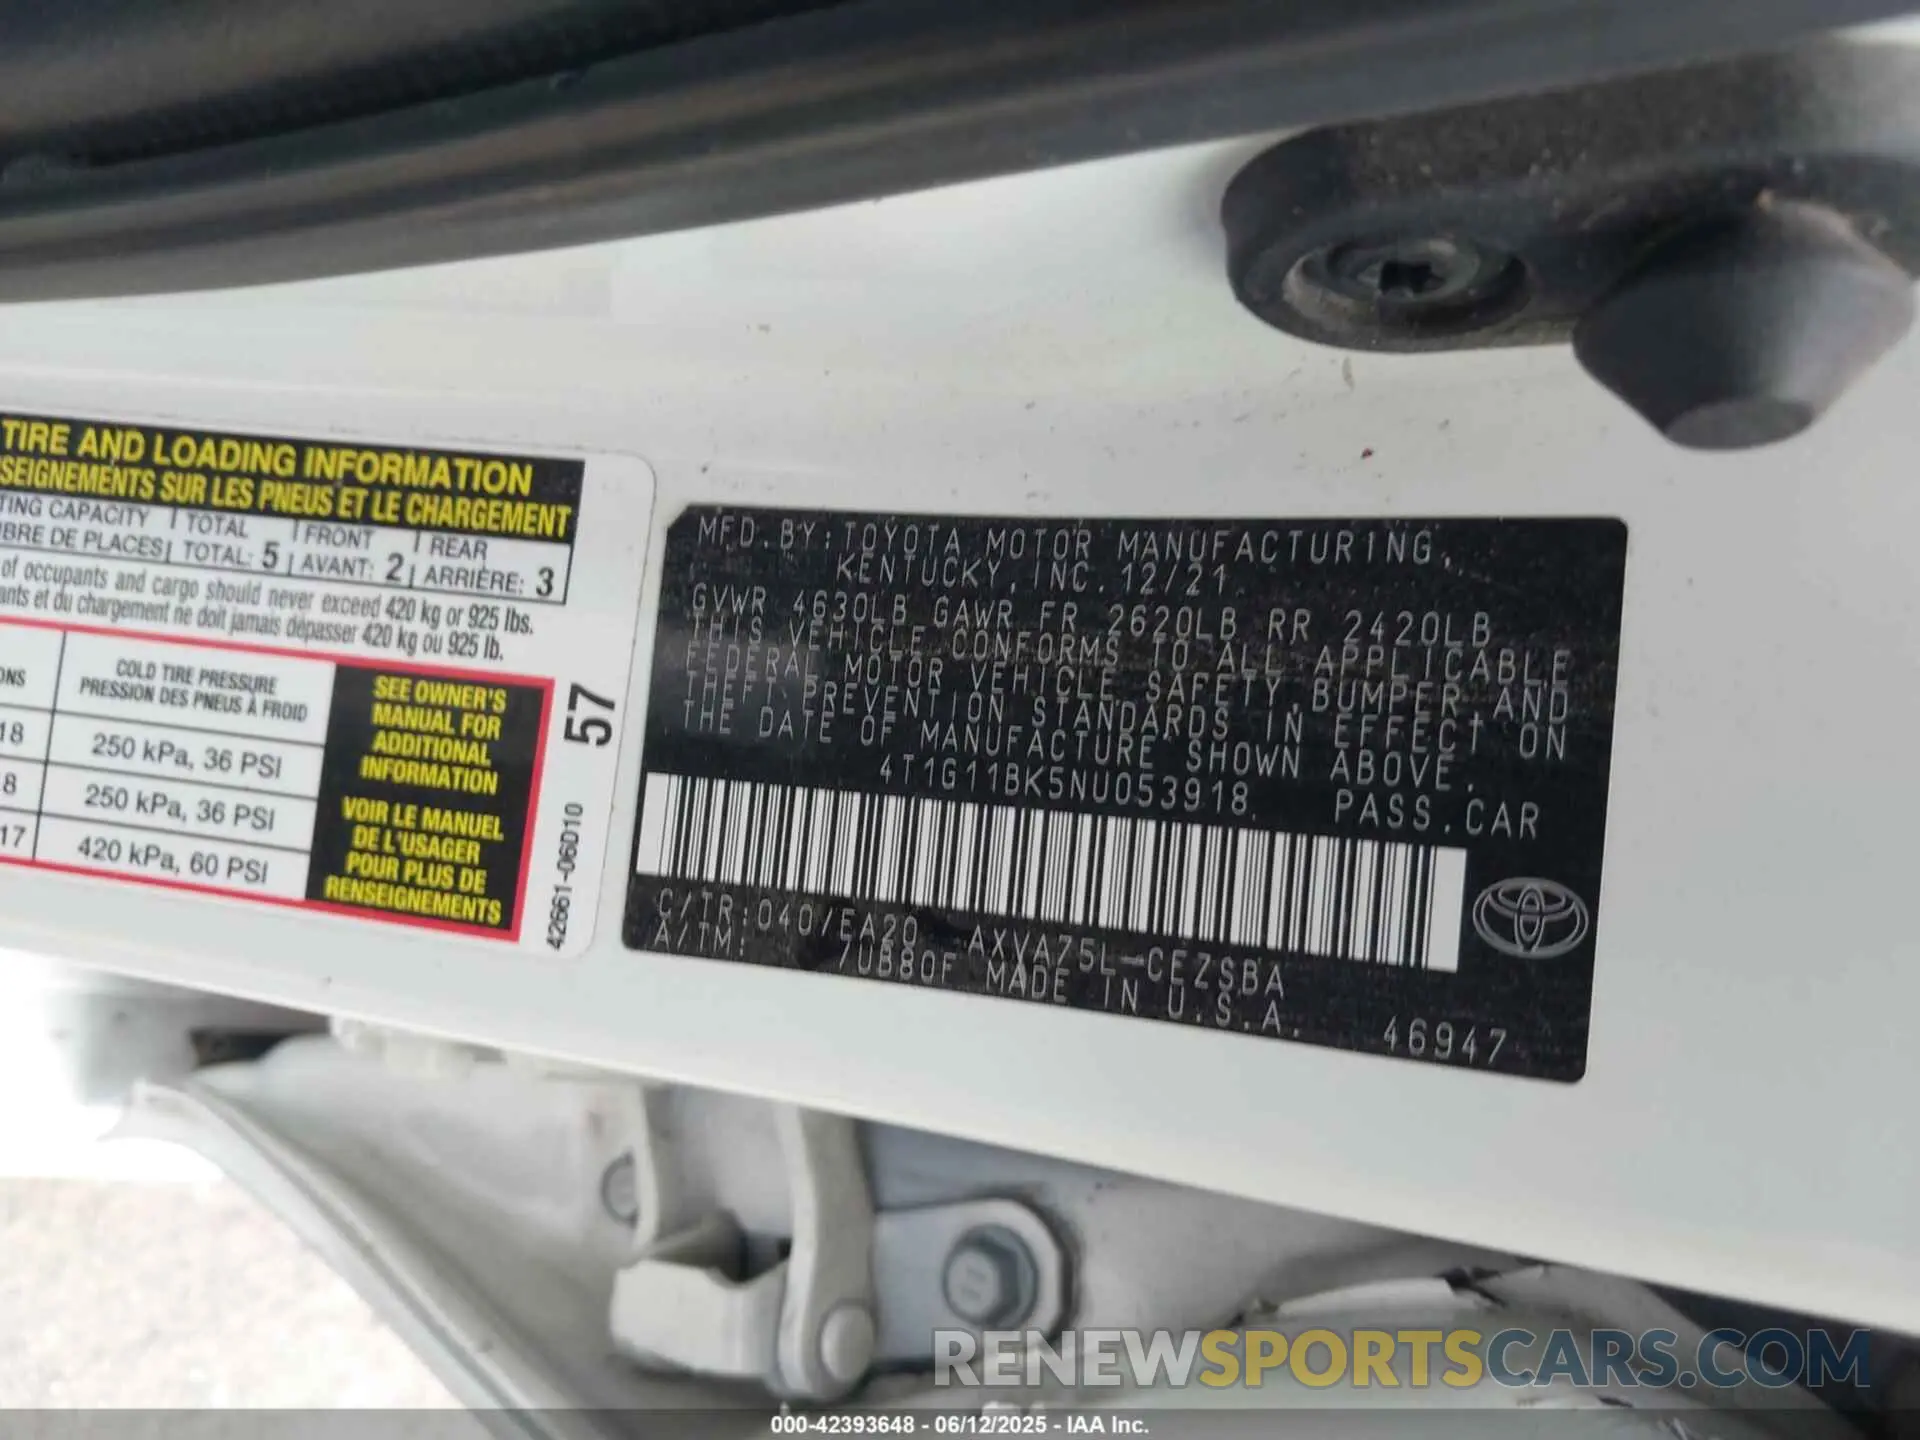 TIRE AND LOADING INFORMATION
SEIGNEMENTS SUR LES PNEUS ET LE CHARGEMENT
TING CAPACITY TOTAL FRONT REAR
BRE DE PLACES TOTAL: 5 AVANT: 2 ARRIÈRE: 3
of occupants and cargo should never exceed 420 kg or 925 lbs.
ants et du chargement ne doit jamais dépasser 420 kg ou 925 lb.
ONS
COLD TIRE PRESSURE
PRESSION DES PNEUS À FROID
18 250 kPa, 36 PSI
8 250 kPa, 36 PSI
17 420 kPa, 60 PSI
SEE OWNER'S
MANUAL FOR
ADDITIONAL
INFORMATION
VOIR LE MANUEL
DE L'USAGER
POUR PLUS DE
RENSEIGNEMENTS
57
42661-06D10
MFD. BY: TOYOTA MOTOR MANUFACTURING,
KENTUCKY, INC. 12/21
GVWR 4630LB GAWR FR 2620LB RR 2420LB
THIS VEHICLE CONFORMS TO ALL APPLICABLE
FEDERAL MOTOR VEHICLE SAFETY, BUMPER AND
THEFT PREVENTION STANDARDS IN EFFECT ON
THE DATE OF MANUFACTURE SHOWN ABOVE.
4T1G11BK5NU053918 PASS. CAR
C/TR: 040/EA20 AXVA75L-CEZSBA
A/TM: /UB80F MADE IN U.S.A.
46947
RENEWSPORTSCARS.COM
000-42393648 - 06/12/2025 - IAA Inc.